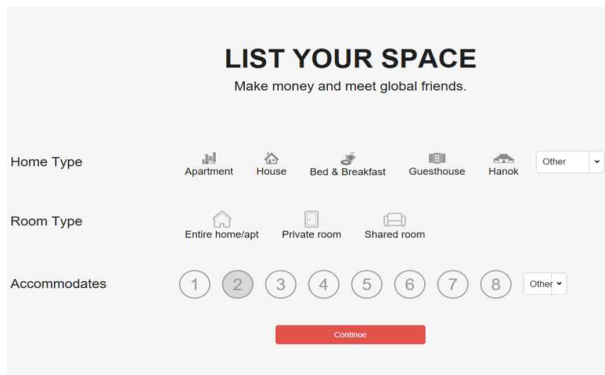 LIST YOUR SPACE
Make money and meet global friends.
Home Type
Apartment House Bed & Breakfast Guesthouse Hanok Other
Room Type
Entire home/apt Private room Shared room
Accommodates 1 2 3 4 5 6 7 8 Other
Continue